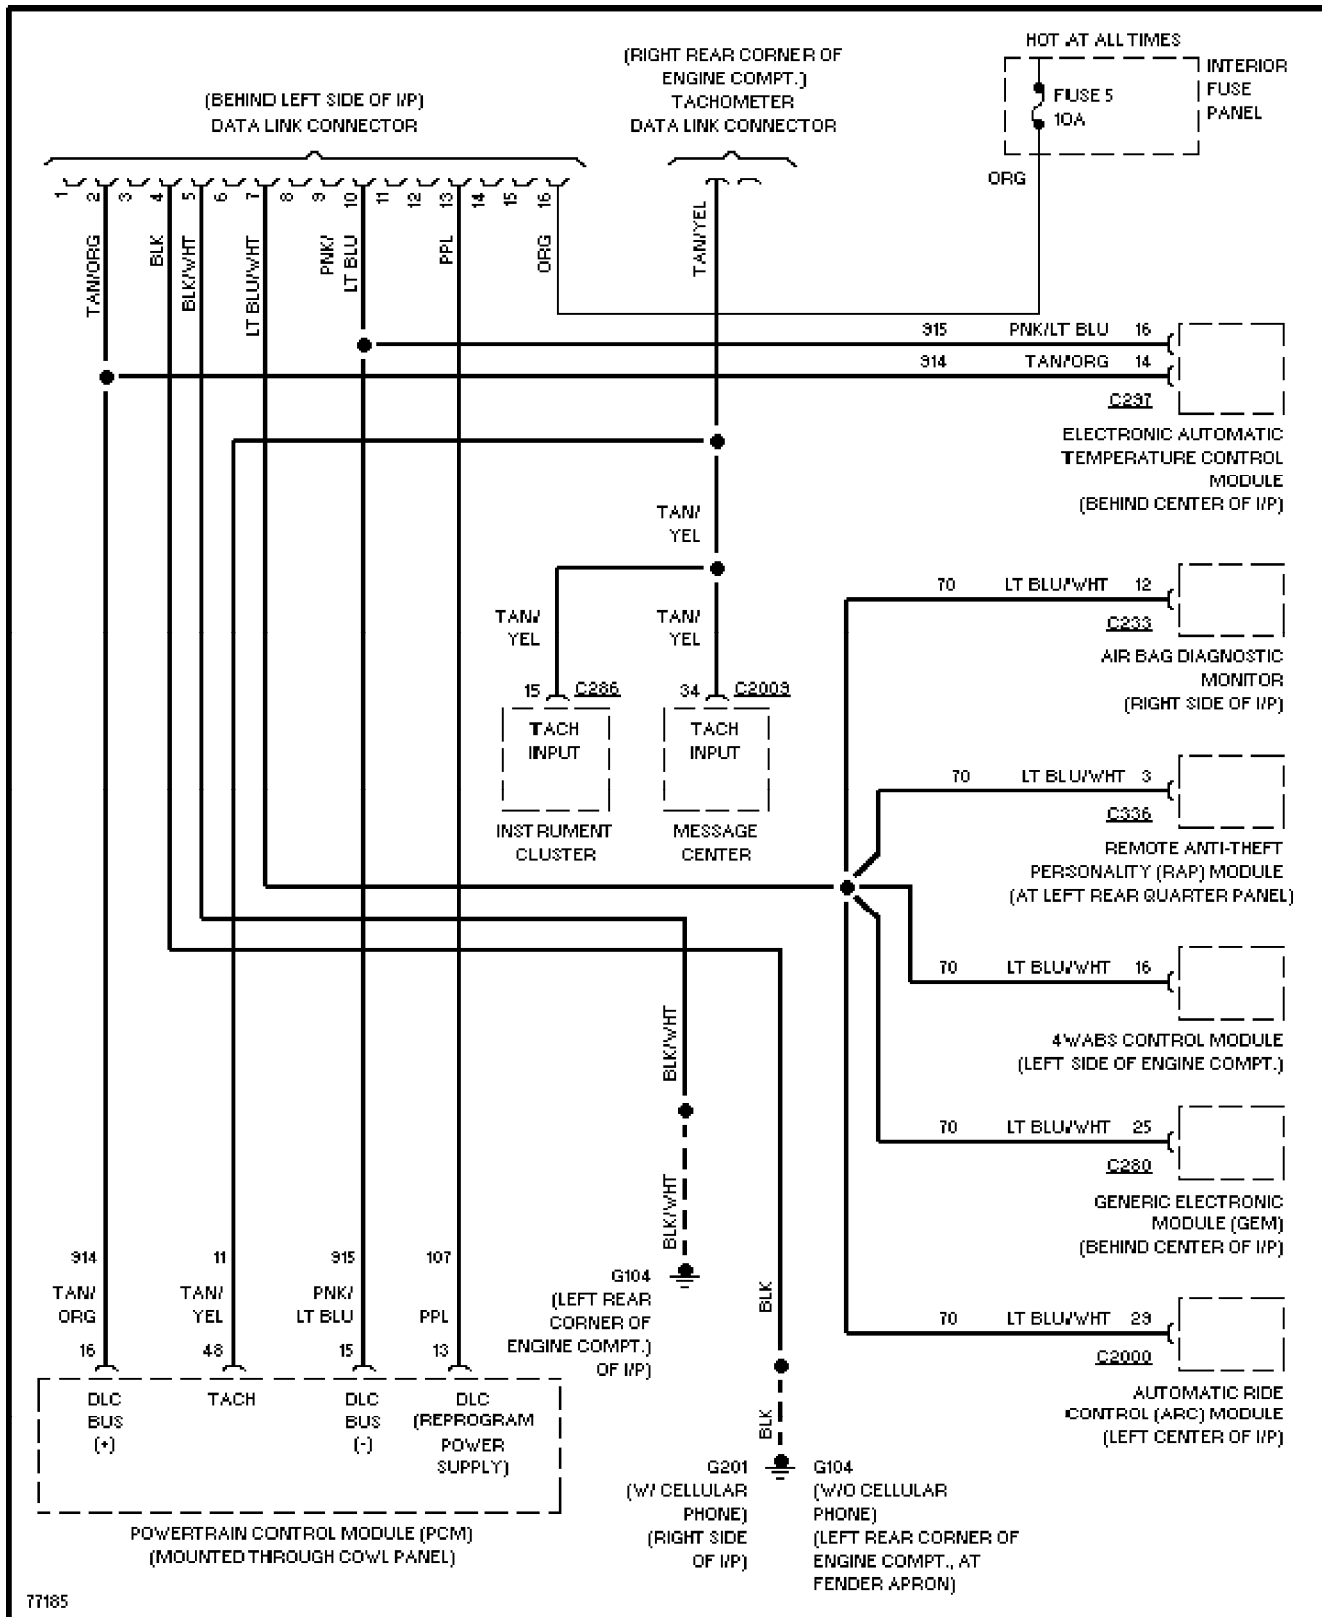 HOT AT ALL TIMES
INTERIOR
FUSE
PANEL
FUSE 5
10A
ORG
(RIGHT REAR CORNER OF
ENGINE COMPT.)
TACHOMETER
DATA LINK CONNECTOR
(BEHIND LEFT SIDE OF I/P)
DATA LINK CONNECTOR
1
2
3
4
5
6
7
8
9
10
11
12
13
14
15
16
TAN/ORG
BLK
BLK/WHT
LT BLU/WHT
PNK/
LT BLU
PPL
ORG
TAN/YEL
915 PNK/LT BLU 16
914 TAN/ORG 14
C297
ELECTRONIC AUTOMATIC
TEMPERATURE CONTROL
MODULE
(BEHIND CENTER OF I/P)
TAN/
YEL
TAN/
YEL
TAN/
YEL
15 C286
34 C2009
TACH
INPUT
TACH
INPUT
INSTRUMENT
CLUSTER
MESSAGE
CENTER
70 LT BLU/WHT 12
C233
AIR BAG DIAGNOSTIC
MONITOR
(RIGHT SIDE OF I/P)
70 LT BLU/WHT 3
C336
REMOTE ANTI-THEFT
PERSONALITY (RAP) MODULE
(AT LEFT REAR QUARTER PANEL)
70 LT BLU/WHT 16
4WABS CONTROL MODULE
(LEFT SIDE OF ENGINE COMPT.)
70 LT BLU/WHT 25
C280
GENERIC ELECTRONIC
MODULE (GEM)
(BEHIND CENTER OF I/P)
70 LT BLU/WHT 29
C2000
AUTOMATIC RIDE
CONTROL (ARC) MODULE
(LEFT CENTER OF I/P)
BLK/WHT
BLK/WHT
G104
(LEFT REAR
CORNER OF
ENGINE COMPT.)
OF I/P)
BLK
BLK
G201
(W/ CELLULAR
PHONE)
(RIGHT SIDE
OF I/P)
G104
(W/O CELLULAR
PHONE)
(LEFT REAR CORNER OF
ENGINE COMPT., AT
FENDER APRON)
914
TAN/
ORG
16
11
TAN/
YEL
48
915
PNK/
LT BLU
15
107
PPL
13
DLC
BUS
(+)
TACH
DLC
BUS
(-)
DLC
(REPROGRAM
POWER
SUPPLY)
POWERTRAIN CONTROL MODULE (PCM)
(MOUNTED THROUGH COWL PANEL)
77185